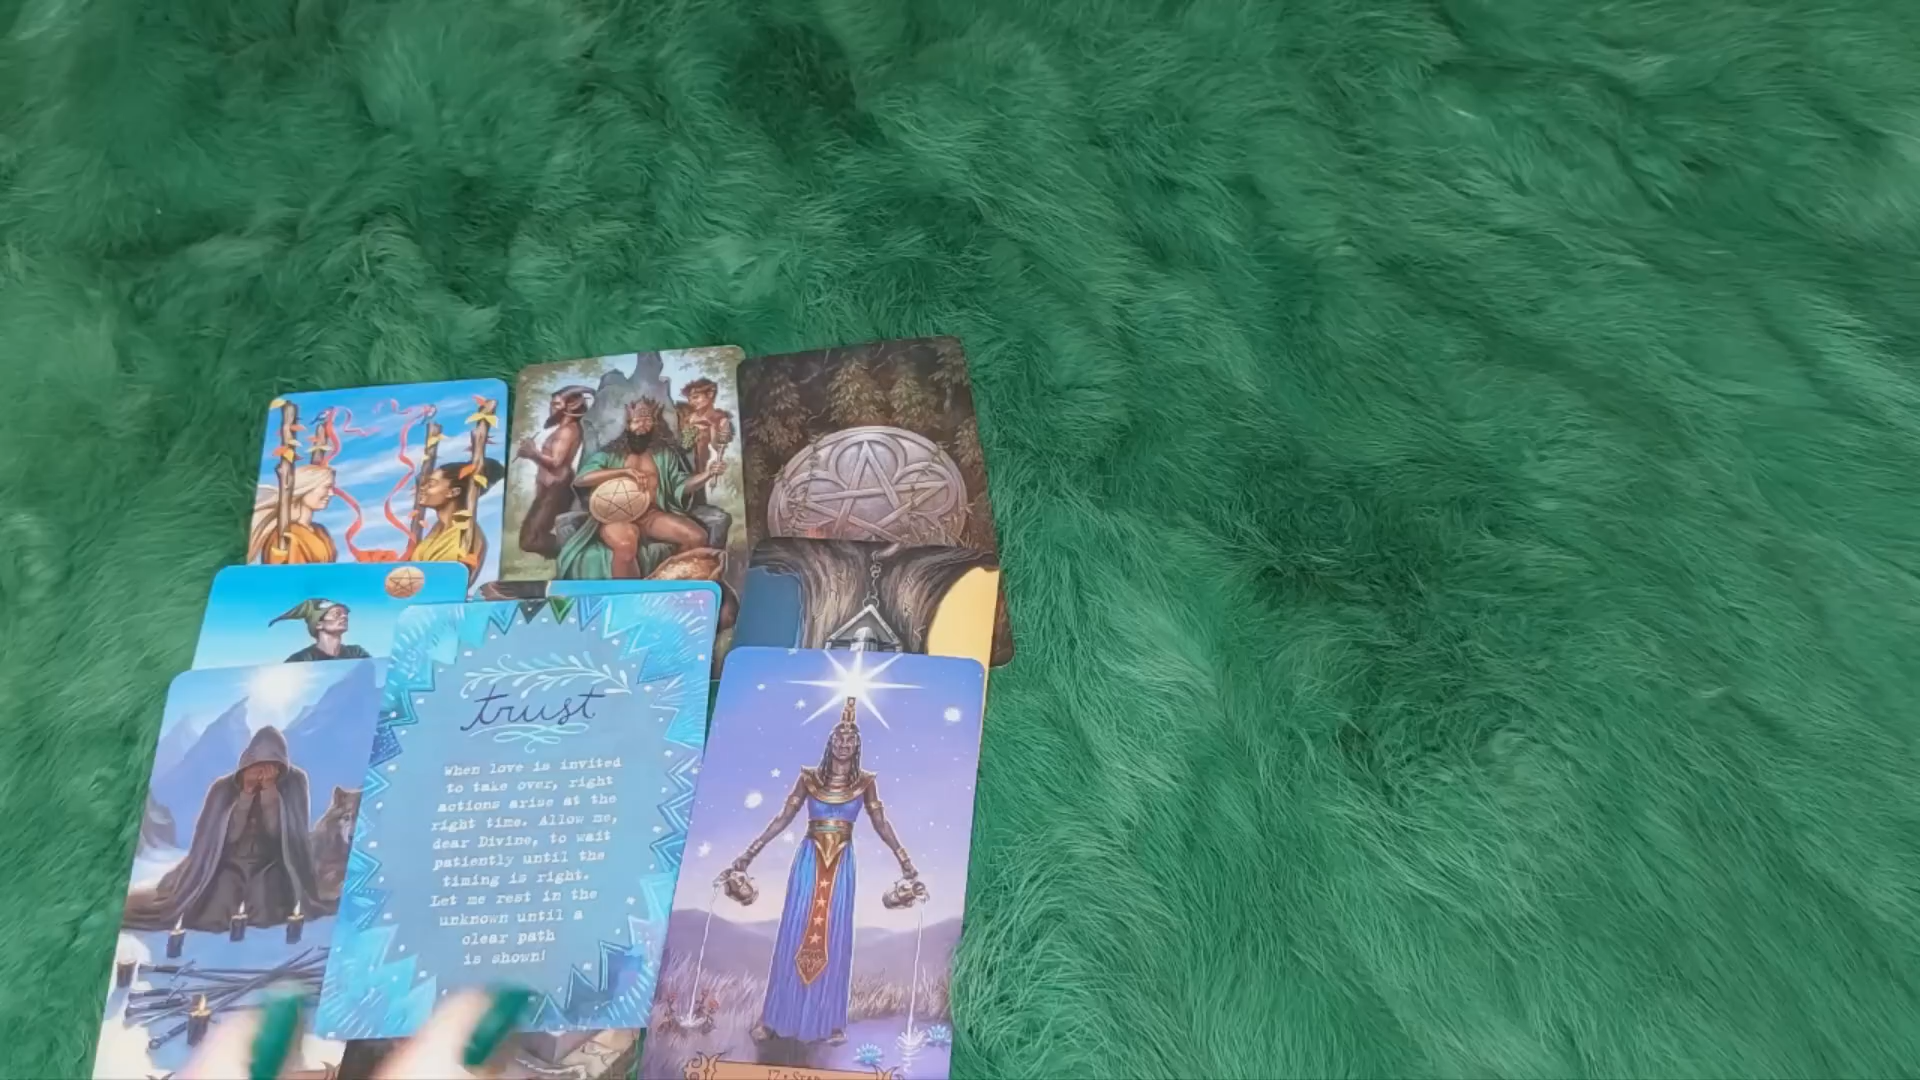 trust
When love is invited
to take over, right
actions arise at the
right time. Allow me,
dear Divine, to wait
patiently until the
timing is right.
Let me rest in the
unknown until a
clear path
is shown!
17 • STAR